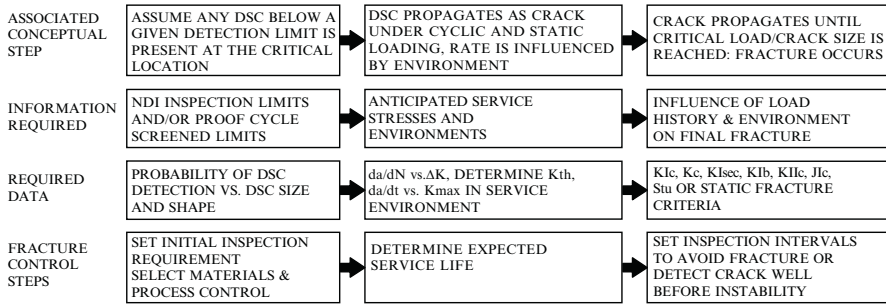 ASSOCIATED
CONCEPTUAL
STEP
ASSUME ANY DSC BELOW A
GIVEN DETECTION LIMIT IS
PRESENT AT THE CRITICAL
LOCATION
DSC PROPAGATES AS CRACK
UNDER CYCLIC AND STATIC
LOADING, RATE IS INFLUENCED
BY ENVIRONMENT
CRACK PROPAGATES UNTIL
CRITICAL LOAD/CRACK SIZE IS
REACHED: FRACTURE OCCURS
INFORMATION
REQUIRED
NDI INSPECTION LIMITS
AND/OR PROOF CYCLE
SCREENED LIMITS
ANTICIPATED SERVICE
STRESSES AND
ENVIRONMENTS
INFLUENCE OF LOAD
HISTORY & ENVIRONMENT
ON FINAL FRACTURE
REQUIRED
DATA
PROBABILITY OF DSC
DETECTION VS. DSC SIZE
AND SHAPE
da/dN vs.ΔK, DETERMINE Kth,
da/dt vs. Kmax IN SERVICE
ENVIRONMENT
KIc, Kc, KIsec, KIb, KIIc, JIc,
Stu OR STATIC FRACTURE
CRITERIA
FRACTURE
CONTROL
STEPS
SET INITIAL INSPECTION
REQUIREMENT
SELECT MATERIALS &
PROCESS CONTROL
DETERMINE EXPECTED
SERVICE LIFE
SET INSPECTION INTERVALS
TO AVOID FRACTURE OR
DETECT CRACK WELL
BEFORE INSTABILITY